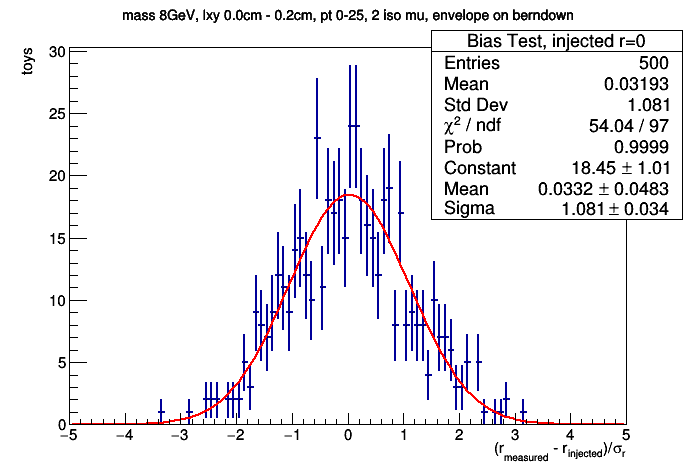 mass 8GeV, lxy 0.0cm - 0.2cm, pt 0-25, 2 iso mu, envelope on berndown
Bias Test, injected r=0
Entries 500
Mean 0.03193
Std Dev 1.081
χ² / ndf 54.04 / 97
Prob 0.9999
Constant 18.45 ± 1.01
Mean 0.0332 ± 0.0483
Sigma 1.081 ± 0.034
toys
30
25
20
15
10
5
0
−5 −4 −3 −2 −1 0 1 2 3 4 5
(r_measured - r_injected)/σ_r